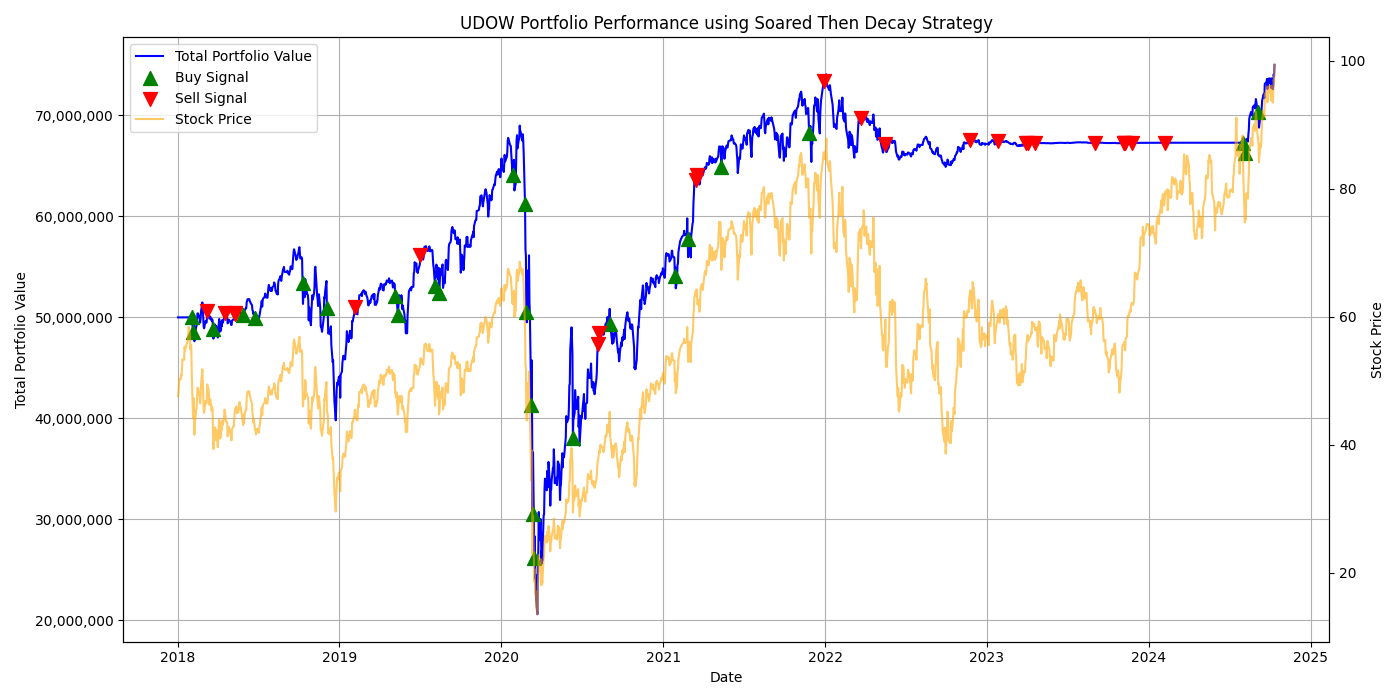 UDOW Portfolio Performance using Soared Then Decay Strategy
Total Portfolio Value
Buy Signal
Sell Signal
Stock Price
70,000,000
60,000,000
50,000,000
40,000,000
30,000,000
20,000,000
Total Portfolio Value
100
80
60
40
20
Stock Price
2018
2019
2020
2021
2022
2023
2024
2025
Date